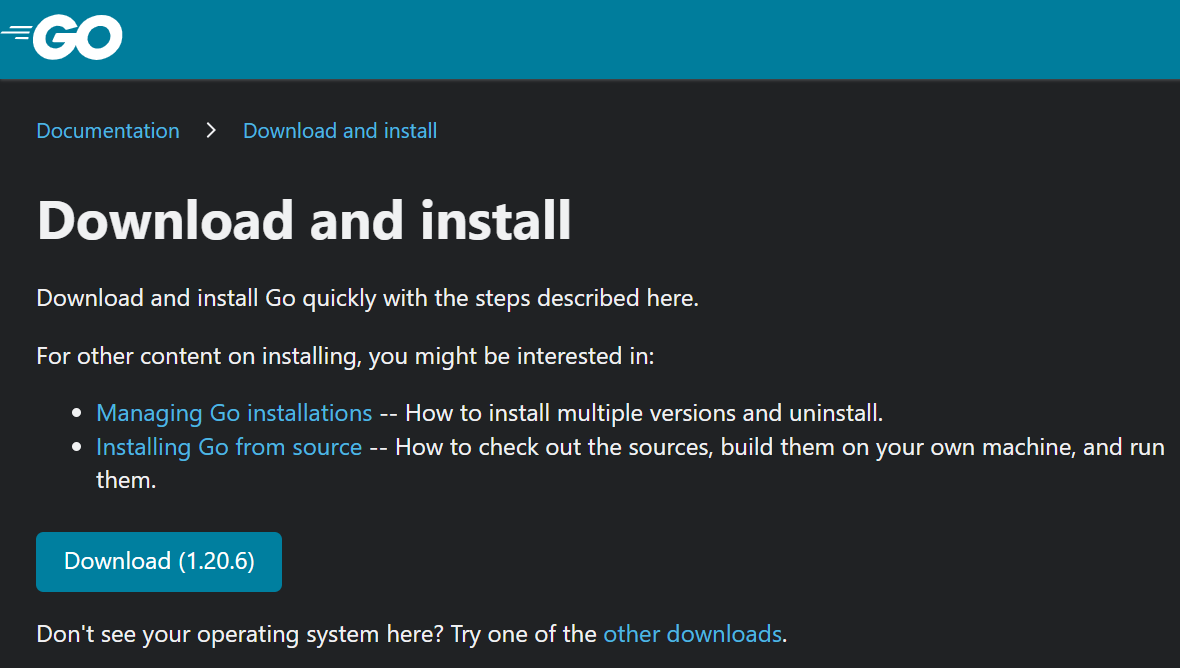 GO
Documentation > Download and install
Download and install
Download and install Go quickly with the steps described here.
For other content on installing, you might be interested in:
• Managing Go installations -- How to install multiple versions and uninstall.
• Installing Go from source -- How to check out the sources, build them on your own machine, and run
them.
Download (1.20.6)
Don't see your operating system here? Try one of the other downloads.